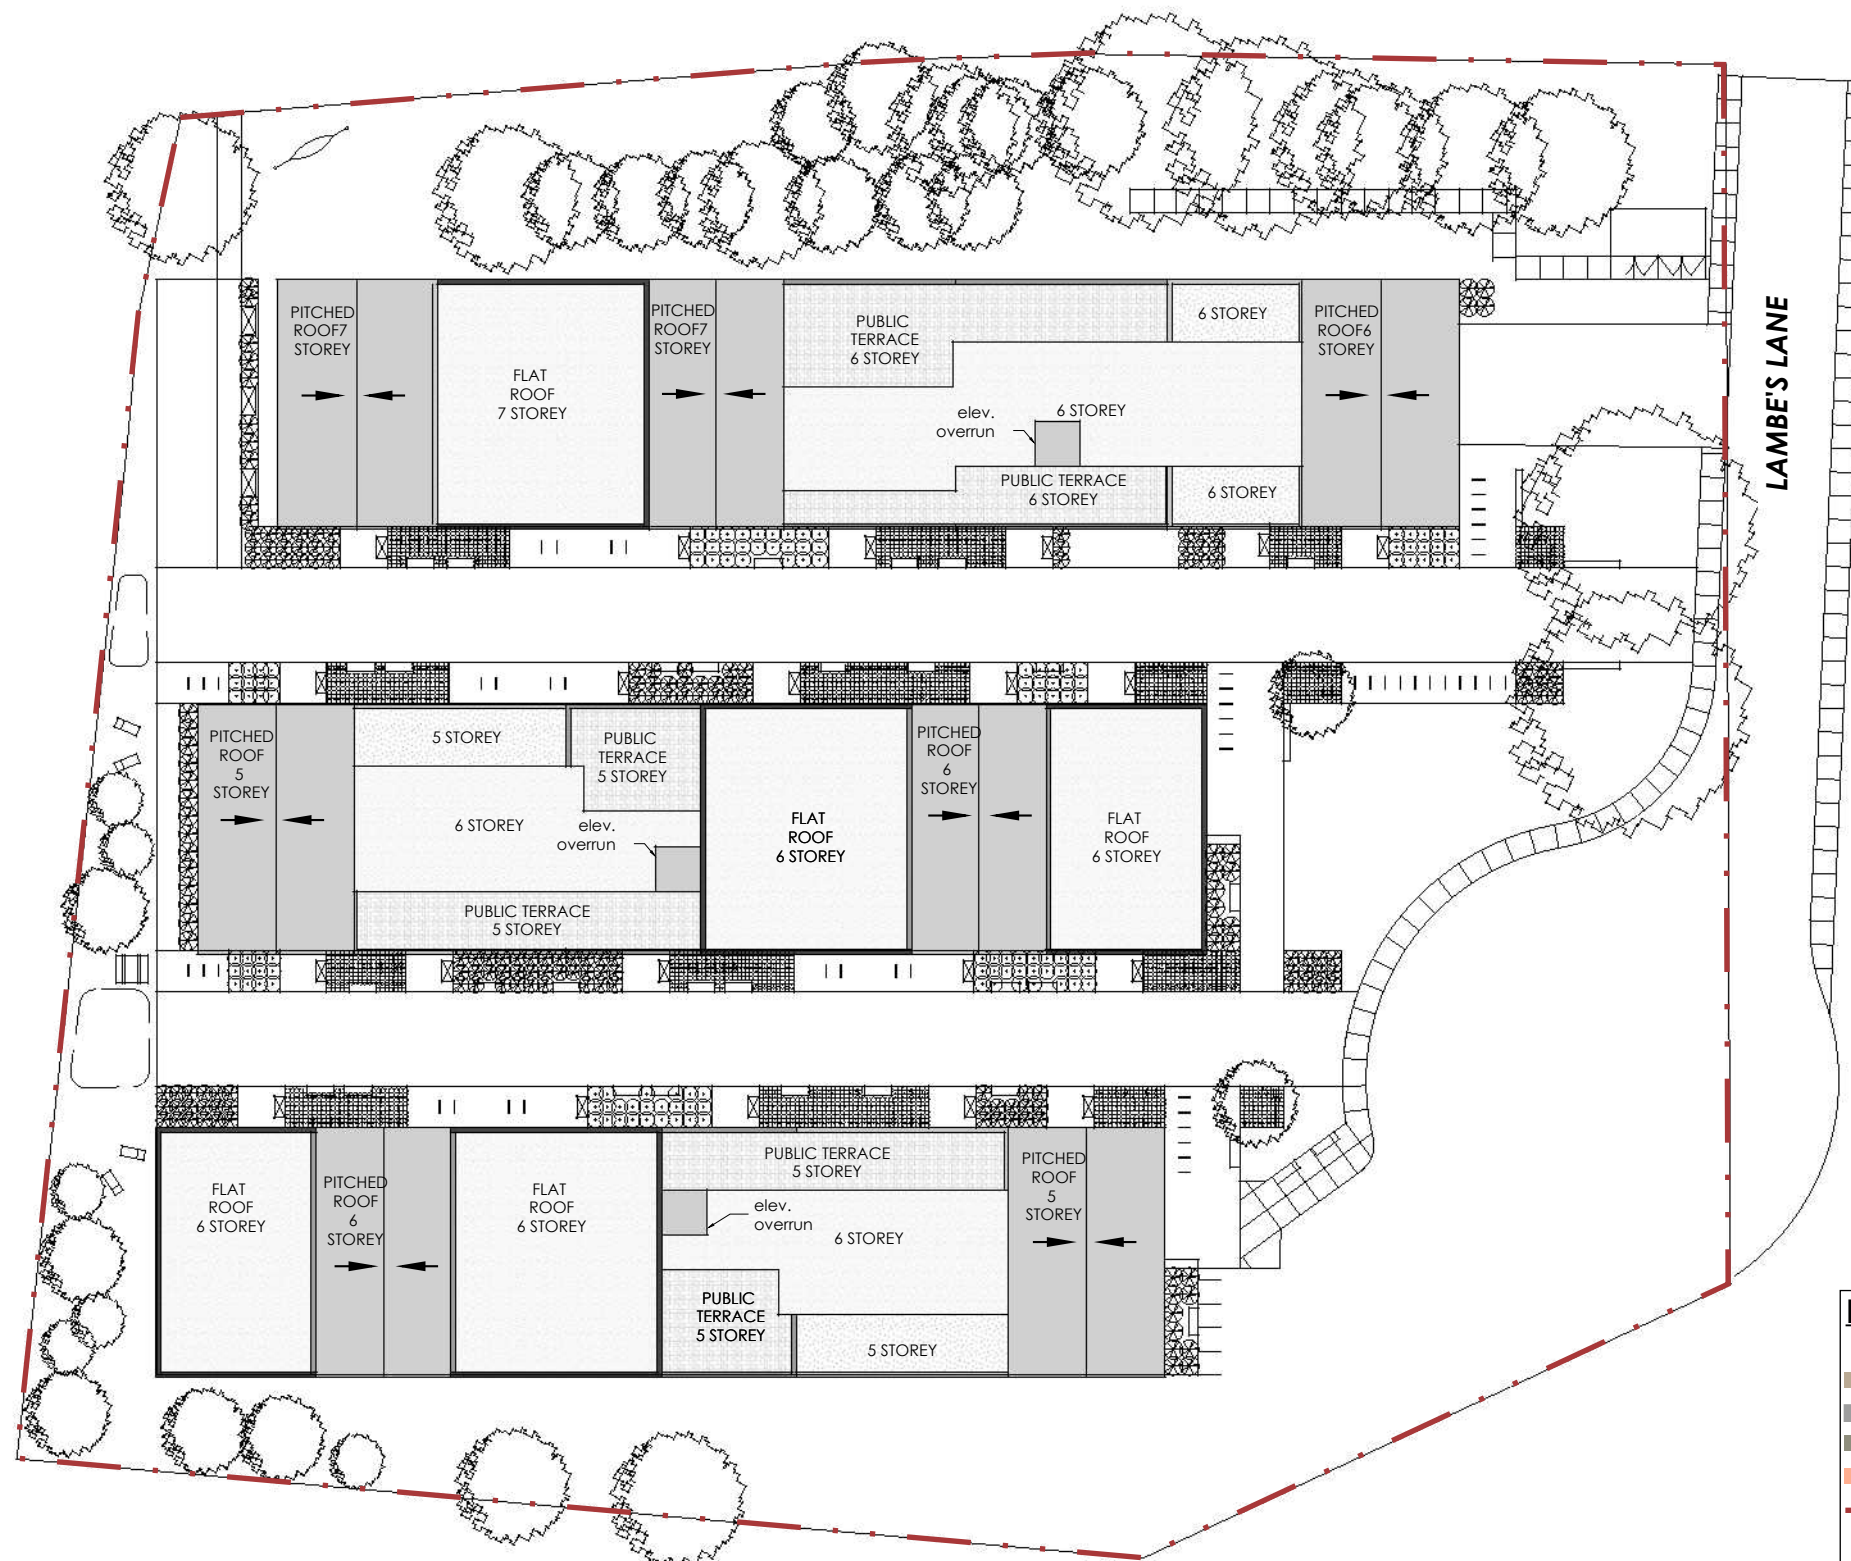 PITCHED
ROOF7
STOREY
FLAT
ROOF
7 STOREY
PITCHED
ROOF7
STOREY
PUBLIC
TERRACE
6 STOREY
6 STOREY
PITCHED
ROOF6
STOREY
elev.
overrun
6 STOREY
PUBLIC TERRACE
6 STOREY
6 STOREY
LAMBE'S LANE
PITCHED
ROOF
5
STOREY
5 STOREY
PUBLIC
TERRACE
5 STOREY
6 STOREY
elev.
overrun
PUBLIC TERRACE
5 STOREY
FLAT
ROOF
6 STOREY
PITCHED
ROOF
6
STOREY
FLAT
ROOF
6 STOREY
FLAT
ROOF
6 STOREY
PITCHED
ROOF
6
STOREY
FLAT
ROOF
6 STOREY
PUBLIC TERRACE
5 STOREY
elev.
overrun
6 STOREY
PUBLIC
TERRACE
5 STOREY
5 STOREY
PITCHED
ROOF
5
STOREY